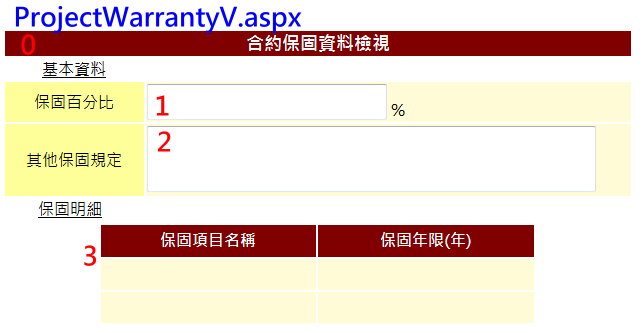 ProjectWarrantyV.aspx
0 合約保固資料檢視
基本資料
保固百分比 1 %
其他保固規定 2
保固明細
3 保固項目名稱 保固年限(年)